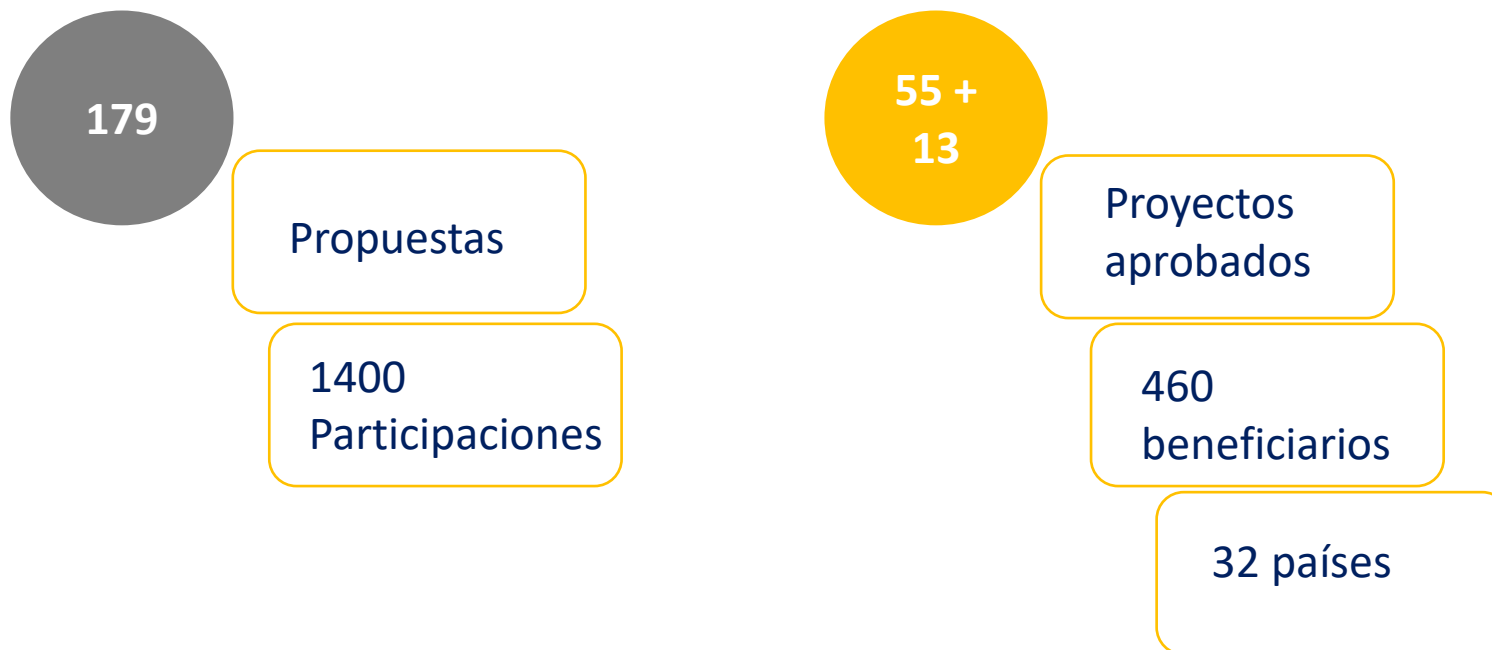 179
Propuestas
1400
Participaciones
55 +
13
Proyectos
aprobados
460
beneficiarios
32 países